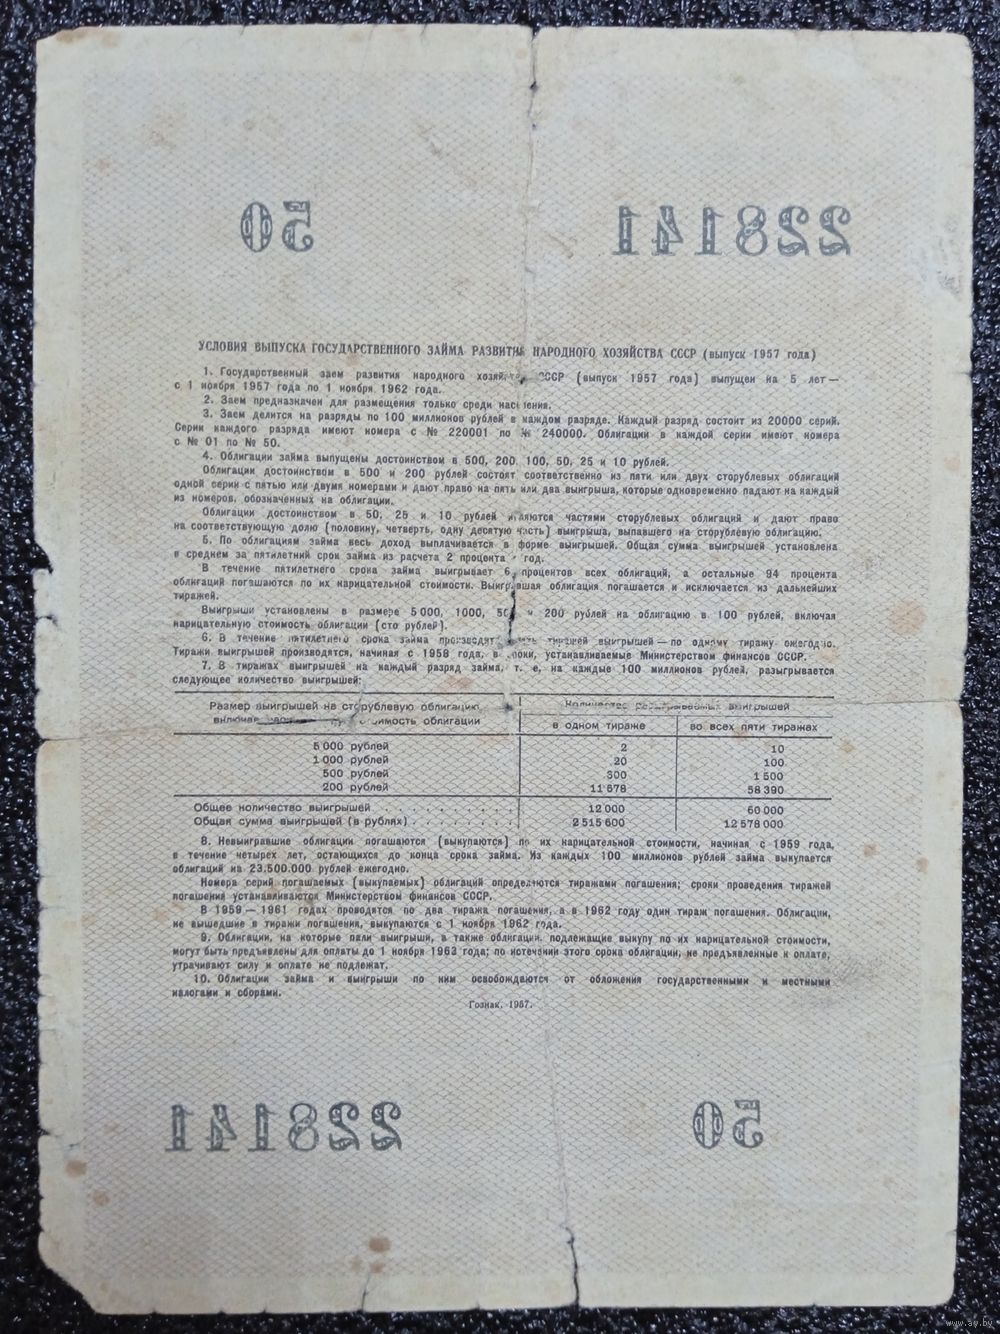 50 228141
УСЛОВИЯ ВЫПУСКА ГОСУДАРСТВЕННОГО ЗАЙМА РАЗВИТИЯ НАРОДНОГО ХОЗЯЙСТВА СССР (выпуск 1957 года)
1. Государственный заем развития народного СССР (выпуск 1957 года) выпущен на 5 лет—
с 1 ноября 1957 года по 1 ноября 1962 года.
2. Заем предназначен для размещения только среди населения.
3. Заем делится на разряды по 100 миллионов рублей в каждом разряде. Каждый разряд состоит из 20000 серий.
Серии каждого разряда имеют номера с № 220001 по № 240000. Облигации в каждой серии имеют номера
с № 01 по № 50.
4. Облигации займа выпущены достоинством в 500, 200, 100, 50, 25 и 10 рублей.
Облигации достоинством в 500 и 200 рублей состоят соответственно из пяти или двух сторублевых облигаций
одной серии с пятью или двумя номерами и дают право на пять или два выигрыша, которые одновременно падают на каждый
из номеров, обозначенных на облигации.
Облигации достоинством в 50, 25 и 10 рублей являются частями сторублевых облигаций и дают право
на соответствующую долю (половину, четверть, одну десятую часть) выигрыша, выпавшего на сторублевую облигацию.
5. По облигациям займа весь доход выплачивается в форме выигрышей. Общая сумма выигрышей установлена
в среднем за пятилетний срок займа из расчета 2 процента в год.
В течение пятилетнего срока займа выигрывает 6 процентов всех облигаций, а остальные 94 процента
облигаций погашаются по их нарицательной стоимости. Выигравшая облигация погашается и исключается из дальнейших
тиражей.
Выигрыши установлены в размере 5 000, 1000, 500 и 200 рублей на облигацию в 100 рублей, включая
нарицательную стоимость облигации (сто рублей).
6. В течение пятилетнего срока займа выигрышей — по одному тиражу ежегодно.
Тиражи выигрышей производятся, начиная с 1958 года, в сроки, устанавливаемые Министерством финансов СССР.
7. В тиражах выигрышей на каждый разряд займа, т. е. на каждые 100 миллионов рублей, разыгрывается
следующее количество выигрышей:
Размер выигрышей на сторублевую облигацию, Количество разыгрываемых выигрышей
включая стоимость облигации в одном тираже во всех пяти тиражах
5 000 рублей 2 10
1 000 рублей 20 100
500 рублей 300 1 500
200 рублей 11 678 58 390
Общее количество выигрышей . . . . . . . . . . . 12 000 60 000
Общая сумма выигрышей (в рублях) . . . . . . . . 2 515 600 12 578 000
8. Невыигравшие облигации погашаются (выкупаются) по их нарицательной стоимости, начиная с 1959 года,
в течение четырех лет, остающихся до конца срока займа. Из каждых 100 миллионов рублей займа выкупается
облигаций на 23.500.000 рублей ежегодно.
Номера серий погашаемых (выкупаемых) облигаций определяются тиражами погашения; сроки проведения тиражей
погашения устанавливаются Министерством финансов СССР.
В 1959—1961 годах проводятся по два тиража погашения, а в 1962 году один тираж погашения. Облигации,
не вышедшие в тиражи погашения, выкупаются с 1 ноября 1962 года.
9. Облигации, на которые пали выигрыши, а также облигации, подлежащие выкупу по их нарицательной стоимости,
могут быть предъявлены для оплаты до 1 ноября 1963 года; по истечении этого срока облигации, не предъявленные к оплате,
утрачивают силу и оплате не подлежат.
10. Облигации займа и выигрыши по ним освобождаются от обложения государственными и местными
налогами и сборами.
Гознак. 1957.
228141 50
www.ay.by